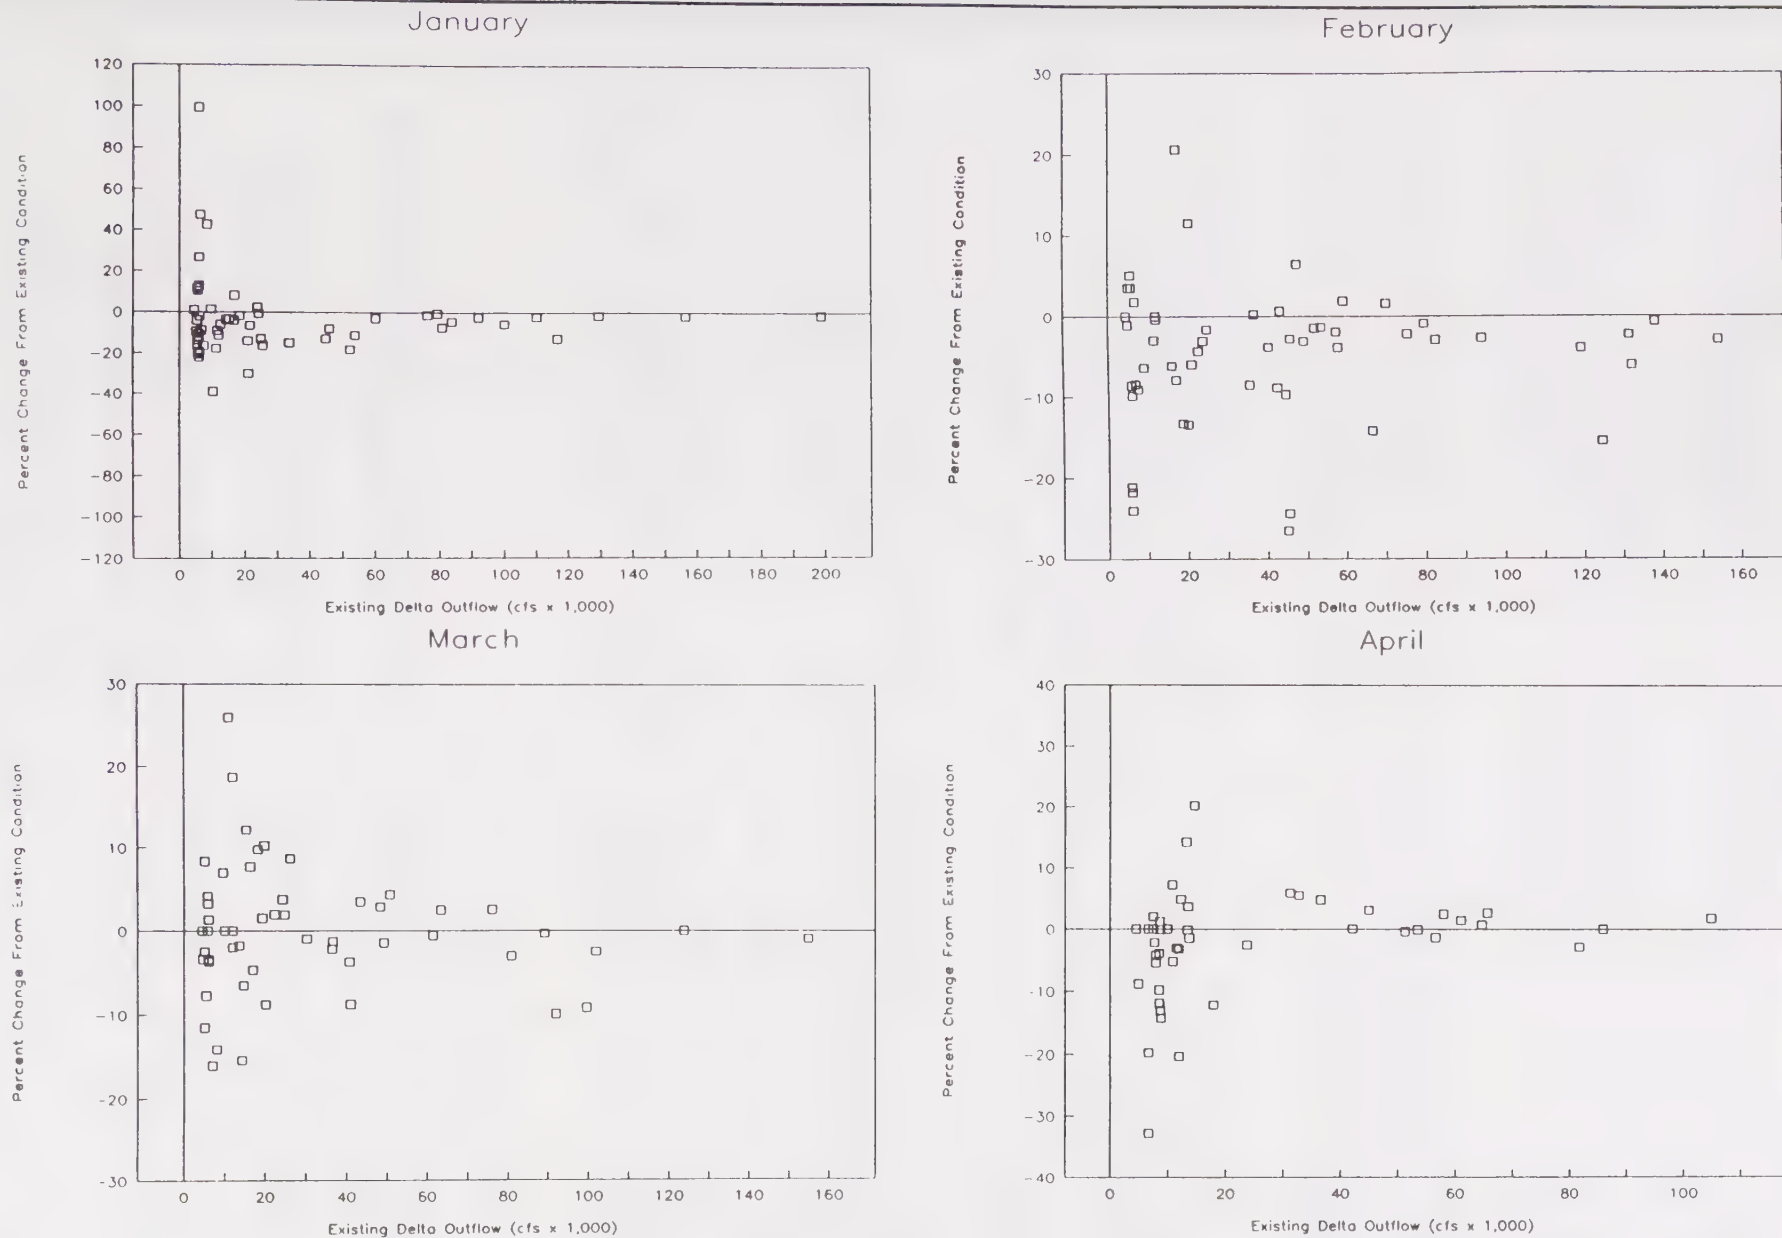 January
120
100
80
60
40
20
0
-20
-40
-60
-80
-100
-120
Percent Change From Existing Condition
0 20 40 60 80 100 120 140 160 180 200
Existing Delta Outflow (cfs x 1,000)
February
30
20
10
0
-10
-20
-30
Percent Change From Existing Condition
0 20 40 60 80 100 120 140 160
Existing Delta Outflow (cfs x 1,000)
March
30
20
10
0
-10
-20
-30
Percent Change From Existing Condition
0 20 40 60 80 100 120 140 160
Existing Delta Outflow (cfs x 1,000)
April
40
30
20
10
0
-10
-20
-30
-40
Percent Change From Existing Condition
0 20 40 60 80 100
Existing Delta Outflow (cfs x 1,000)